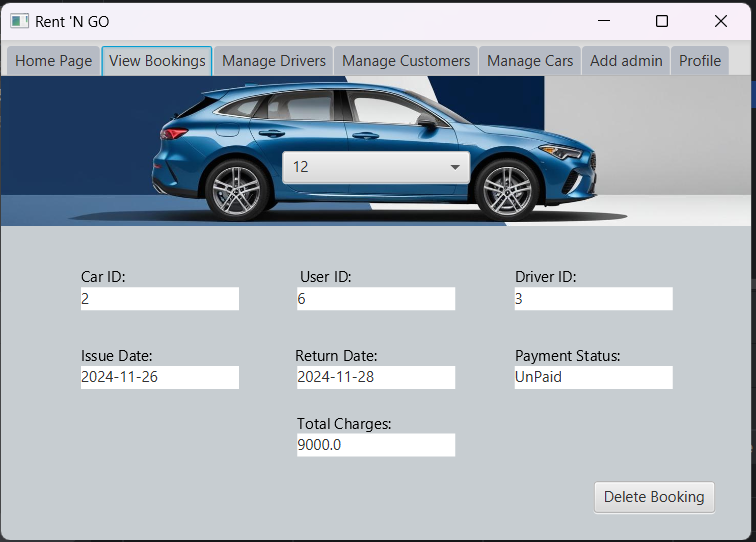 Rent 'N GO
Home Page View Bookings Manage Drivers Manage Customers Manage Cars Add admin Profile
12
Car ID: User ID: Driver ID:
2 6 3
Issue Date: Return Date: Payment Status:
2024-11-26 2024-11-28 UnPaid
Total Charges:
9000.0
Delete Booking